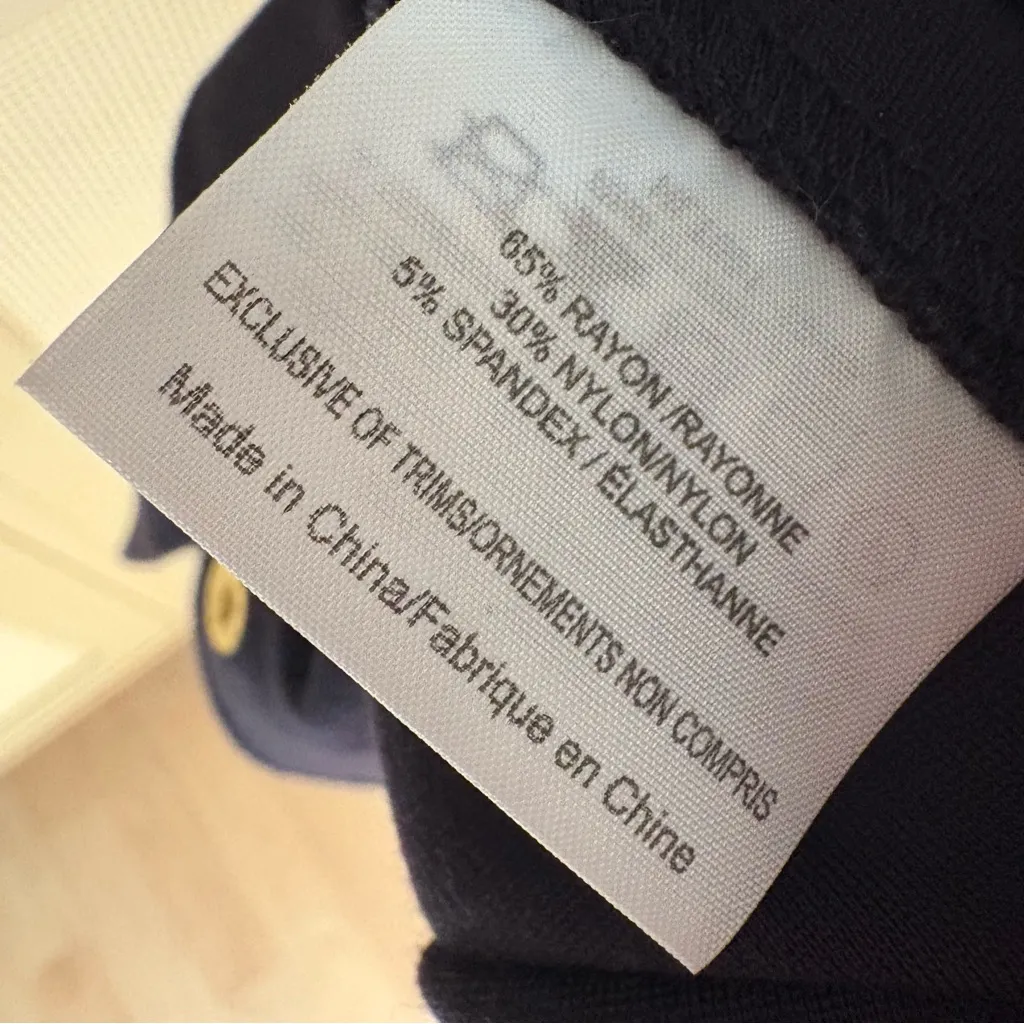 65% RAYON /RAYONNE
30% NYLON/NYLON
5% SPANDEX / ÉLASTHANNE
EXCLUSIVE OF TRIMS/ORNEMENTS NON COMPRIS
Made in China/Fabrique en Chine